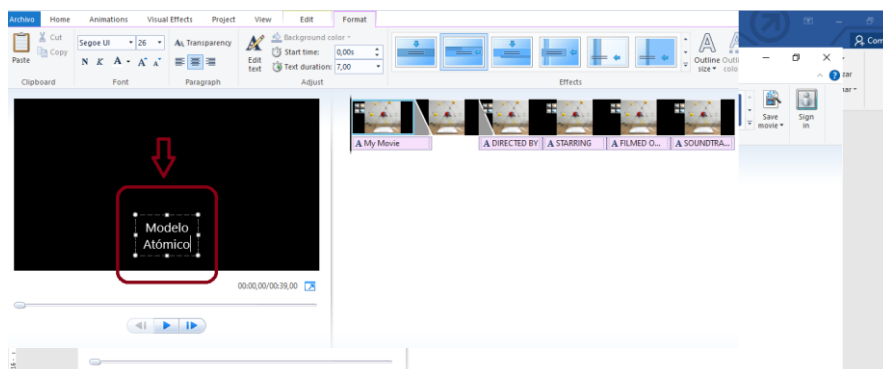 Archivo Home Animations Visual Effects Project View Edit Format
Cut
Copy
Paste
Clipboard
Segoe UI 26
N K A A A
Font
Transparency
Paragraph
Edit text
Background color
Start time: 0,00s
Text duration: 7,00
Adjust
Effects
Outline size
Save movie
Sign in
A My Movie
A DIRECTED BY
A STARRING
A FILMED O...
A SOUNDTRA...
Modelo
Atómico
00:00,00/00:39,00